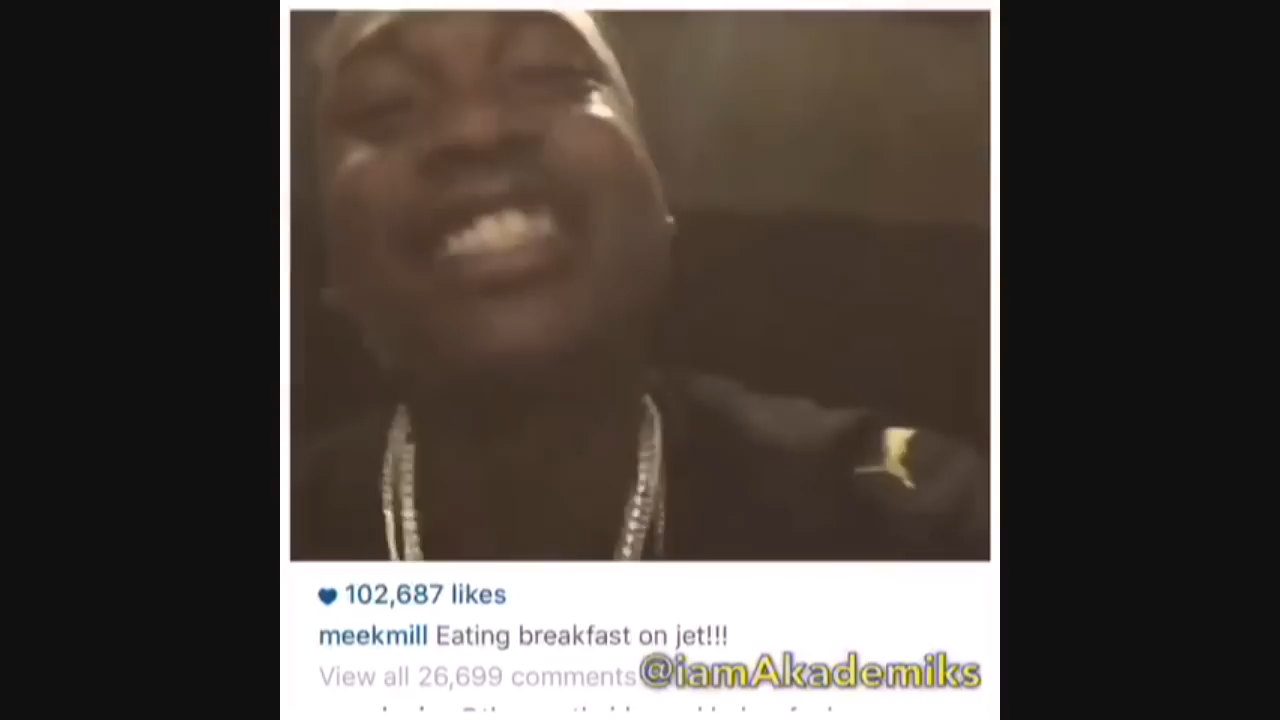 102,687 likes
meekmill Eating breakfast on jet!!!
View all 26,699 comments
@iamAkademiks